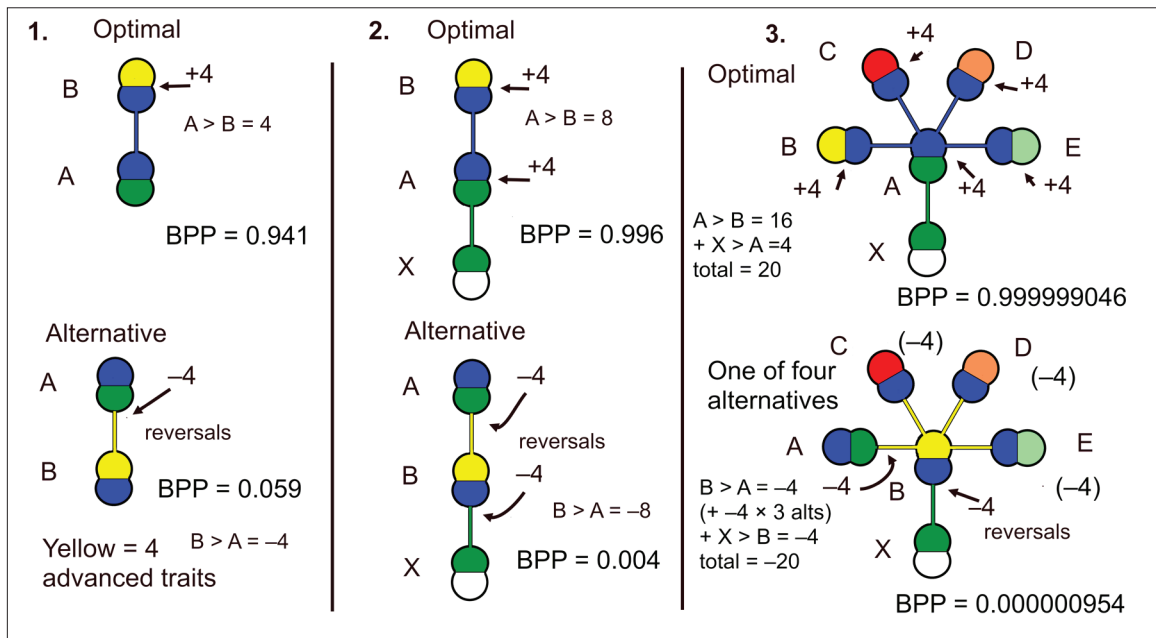 1.
Optimal
B
+4
A > B = 4
A
BPP = 0.941
Alternative
A
–4
reversals
B
BPP = 0.059
Yellow = 4
advanced traits
B > A = –4
2.
Optimal
B
+4
A > B = 8
A
+4
BPP = 0.996
X
Alternative
A
–4
reversals
B
–4
B > A = –8
X
BPP = 0.004
3.
Optimal
C
+4
D
+4
B
+4
A
+4
E
+4
A > B = 16
+ X > A =4
total = 20
X
BPP = 0.999999046
One of four
alternatives
C
(–4)
D
(–4)
A
–4
B
E
(–4)
–4
reversals
B > A = –4
(+ –4 × 3 alts)
+ X > B = –4
total = –20
X
BPP = 0.000000954